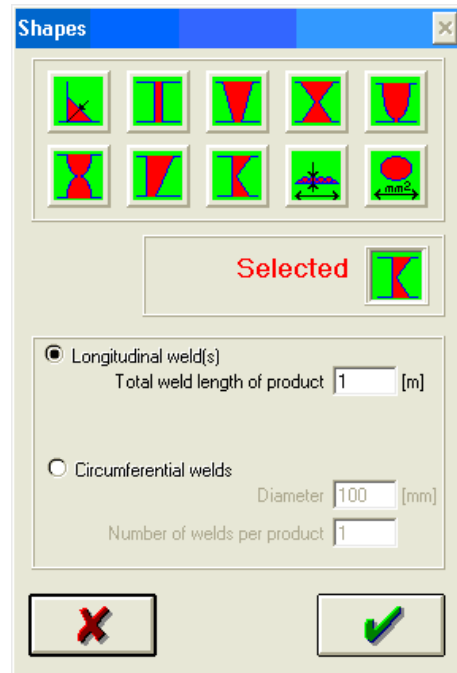 Shapes
mm2
Selected
Longitudinal weld(s)
Total weld length of product 1 [m]
Circumferential welds
Diameter 100 [mm]
Number of welds per product 1